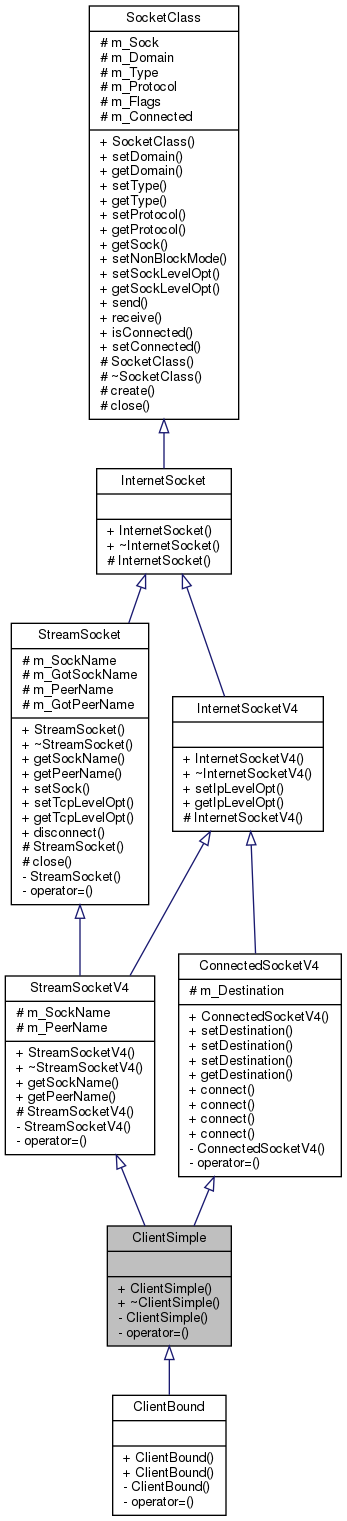 SocketClass
# m_Sock
# m_Domain
# m_Type
# m_Protocol
# m_Flags
# m_Connected
+ SocketClass()
+ setDomain()
+ getDomain()
+ setType()
+ getType()
+ setProtocol()
+ getProtocol()
+ getSock()
+ setNonBlockMode()
+ setSockLevelOpt()
+ getSockLevelOpt()
+ send()
+ receive()
+ isConnected()
+ setConnected()
# SocketClass()
# ~SocketClass()
# create()
# close()
InternetSocket
+ InternetSocket()
+ ~InternetSocket()
# InternetSocket()
StreamSocket
# m_SockName
# m_GotSockName
# m_PeerName
# m_GotPeerName
+ StreamSocket()
+ ~StreamSocket()
+ getSockName()
+ getPeerName()
+ setSock()
+ setTcpLevelOpt()
+ getTcpLevelOpt()
+ disconnect()
# StreamSocket()
# close()
- StreamSocket()
- operator=()
InternetSocketV4
+ InternetSocketV4()
+ ~InternetSocketV4()
+ setIpLevelOpt()
+ getIpLevelOpt()
# InternetSocketV4()
StreamSocketV4
# m_SockName
# m_PeerName
+ StreamSocketV4()
+ ~StreamSocketV4()
+ getSockName()
+ getPeerName()
# StreamSocketV4()
- StreamSocketV4()
- operator=()
ConnectedSocketV4
# m_Destination
+ ConnectedSocketV4()
+ setDestination()
+ setDestination()
+ setDestination()
+ getDestination()
+ connect()
+ connect()
+ connect()
+ connect()
- ConnectedSocketV4()
- operator=()
ClientSimple
+ ClientSimple()
+ ~ClientSimple()
- ClientSimple()
- operator=()
ClientBound
+ ClientBound()
+ ClientBound()
- ClientBound()
- operator=()